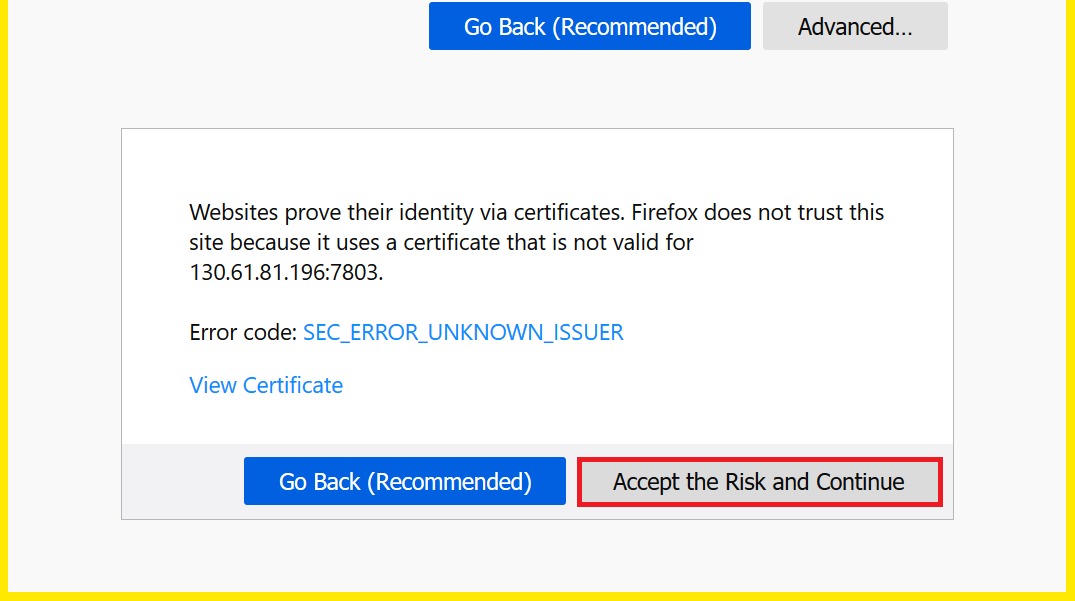 Go Back (Recommended) Advanced...
Websites prove their identity via certificates. Firefox does not trust this
site because it uses a certificate that is not valid for
130.61.81.196:7803.
Error code: SEC_ERROR_UNKNOWN_ISSUER
View Certificate
Go Back (Recommended) Accept the Risk and Continue